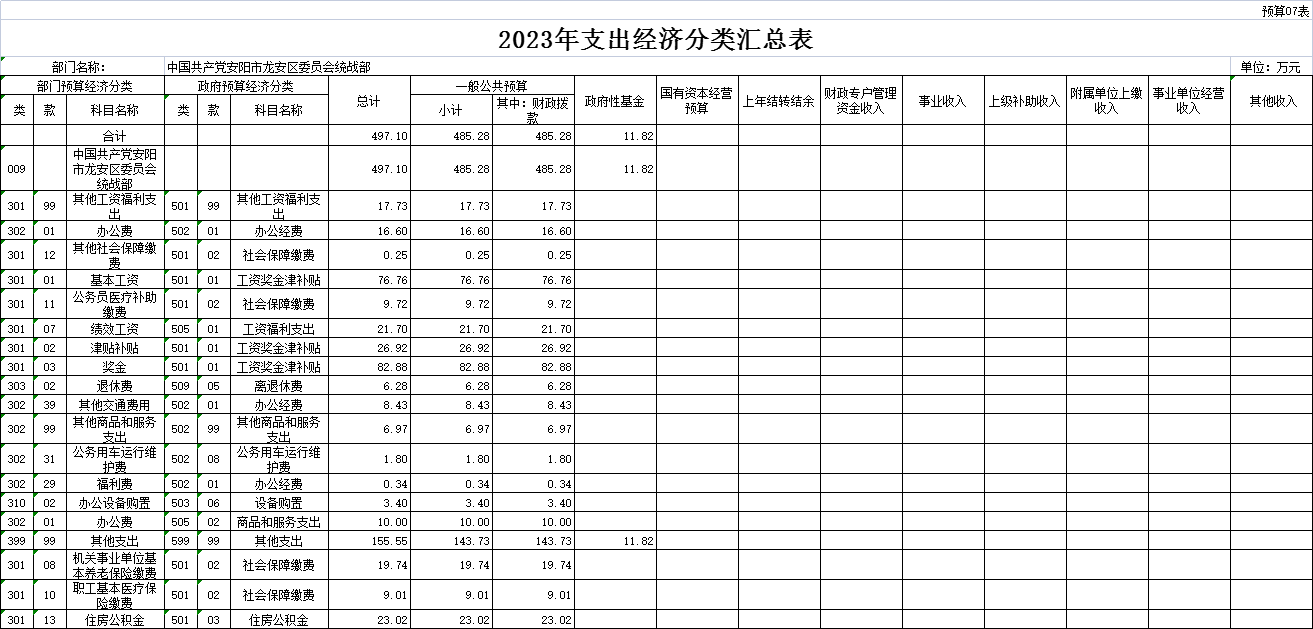 预算07表
2023年支出经济分类汇总表
部门名称： 中国共产党安阳市龙安区委员会统战部 单位：万元
部门预算经济分类 政府预算经济分类 总计 一般公共预算 政府性基金 国有资本经营预算 上年结转结余 财政专户管理资金收入 事业收入 上级补助收入 附属单位上缴收入 事业单位经营收入 其他收入
类 款 科目名称 类 款 科目名称 小计 其中：财政拨款
合计 497.10 485.28 485.28 11.82
009 中国共产党安阳市龙安区委员会统战部 497.10 485.28 485.28 11.82
301 99 其他工资福利支出 501 99 其他工资福利支出 17.73 17.73 17.73
302 01 办公费 502 01 办公经费 16.60 16.60 16.60
301 12 其他社会保障缴费 501 02 社会保障缴费 0.25 0.25 0.25
301 01 基本工资 501 01 工资奖金津补贴 76.76 76.76 76.76
301 11 公务员医疗补助缴费 501 02 社会保障缴费 9.72 9.72 9.72
301 07 绩效工资 505 01 工资福利支出 21.70 21.70 21.70
301 02 津贴补贴 501 01 工资奖金津补贴 26.92 26.92 26.92
301 03 奖金 501 01 工资奖金津补贴 82.88 82.88 82.88
303 02 退休费 509 05 离退休费 6.28 6.28 6.28
302 39 其他交通费用 502 01 办公经费 8.43 8.43 8.43
302 99 其他商品和服务支出 502 99 其他商品和服务支出 6.97 6.97 6.97
302 31 公务用车运行维护费 502 08 公务用车运行维护费 1.80 1.80 1.80
302 29 福利费 502 01 办公经费 0.34 0.34 0.34
310 02 办公设备购置 503 06 设备购置 3.40 3.40 3.40
302 01 办公费 505 02 商品和服务支出 10.00 10.00 10.00
399 99 其他支出 599 99 其他支出 155.55 143.73 143.73 11.82
301 08 机关事业单位基本养老保险缴费 501 02 社会保障缴费 19.74 19.74 19.74
301 10 职工基本医疗保险缴费 501 02 社会保障缴费 9.01 9.01 9.01
301 13 住房公积金 501 03 住房公积金 23.02 23.02 23.02